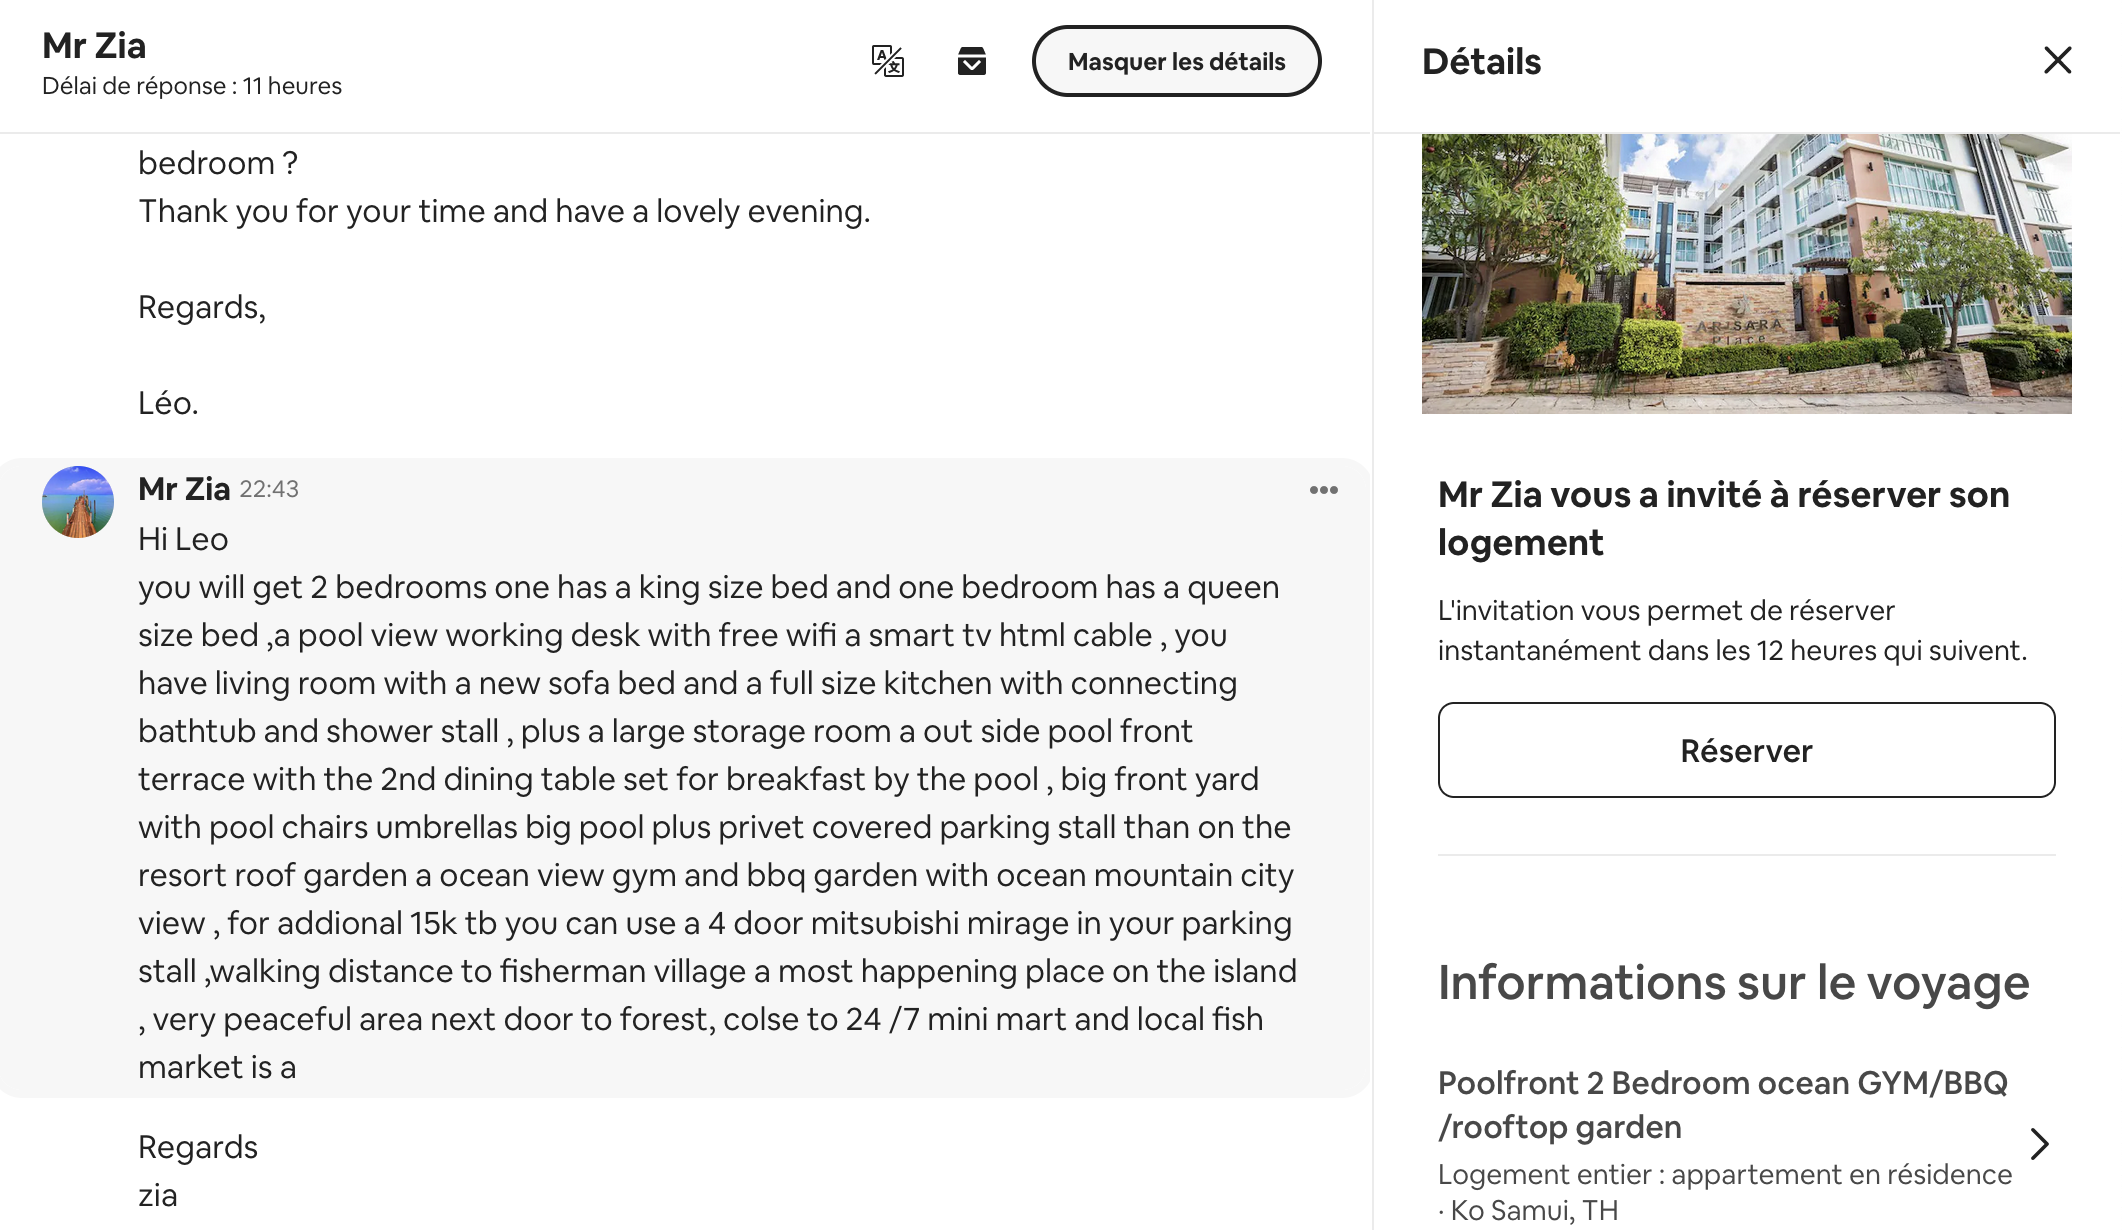 Mr Zia
Délai de réponse : 11 heures
Masquer les détails
bedroom ?
Thank you for your time and have a lovely evening.
Regards,
Léo.
Mr Zia 22:43
Hi Leo
you will get 2 bedrooms one has a king size bed and one bedroom has a queen
size bed ,a pool view working desk with free wifi a smart tv html cable , you
have living room with a new sofa bed and a full size kitchen with connecting
bathtub and shower stall , plus a large storage room a out side pool front
terrace with the 2nd dining table set for breakfast by the pool , big front yard
with pool chairs umbrellas big pool plus privet covered parking stall than on the
resort roof garden a ocean view gym and bbq garden with ocean mountain city
view , for addional 15k tb you can use a 4 door mitsubishi mirage in your parking
stall ,walking distance to fisherman village a most happening place on the island
, very peaceful area next door to forest, colse to 24 /7 mini mart and local fish
market is a
Regards
zia
Détails
ARISARA
Place
Mr Zia vous a invité à réserver son
logement
L'invitation vous permet de réserver
instantanément dans les 12 heures qui suivent.
Réserver
Informations sur le voyage
Poolfront 2 Bedroom ocean GYM/BBQ
/rooftop garden
Logement entier : appartement en résidence
· Ko Samui, TH